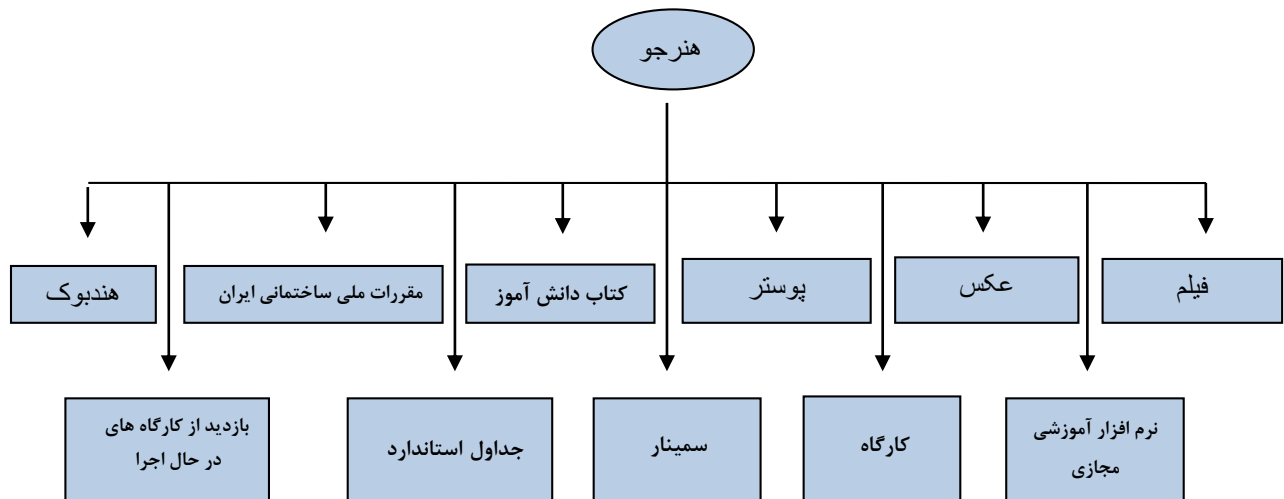 هنرجو
فیلم
عکس
پوستر
کتاب دانش آموز
مقررات ملی ساختمانی ایران
هندبوک
نرم افزار آموزشی
مجازی
کارگاه
سمینار
جداول استاندارد
بازدید از کارگاه های
در حال اجرا